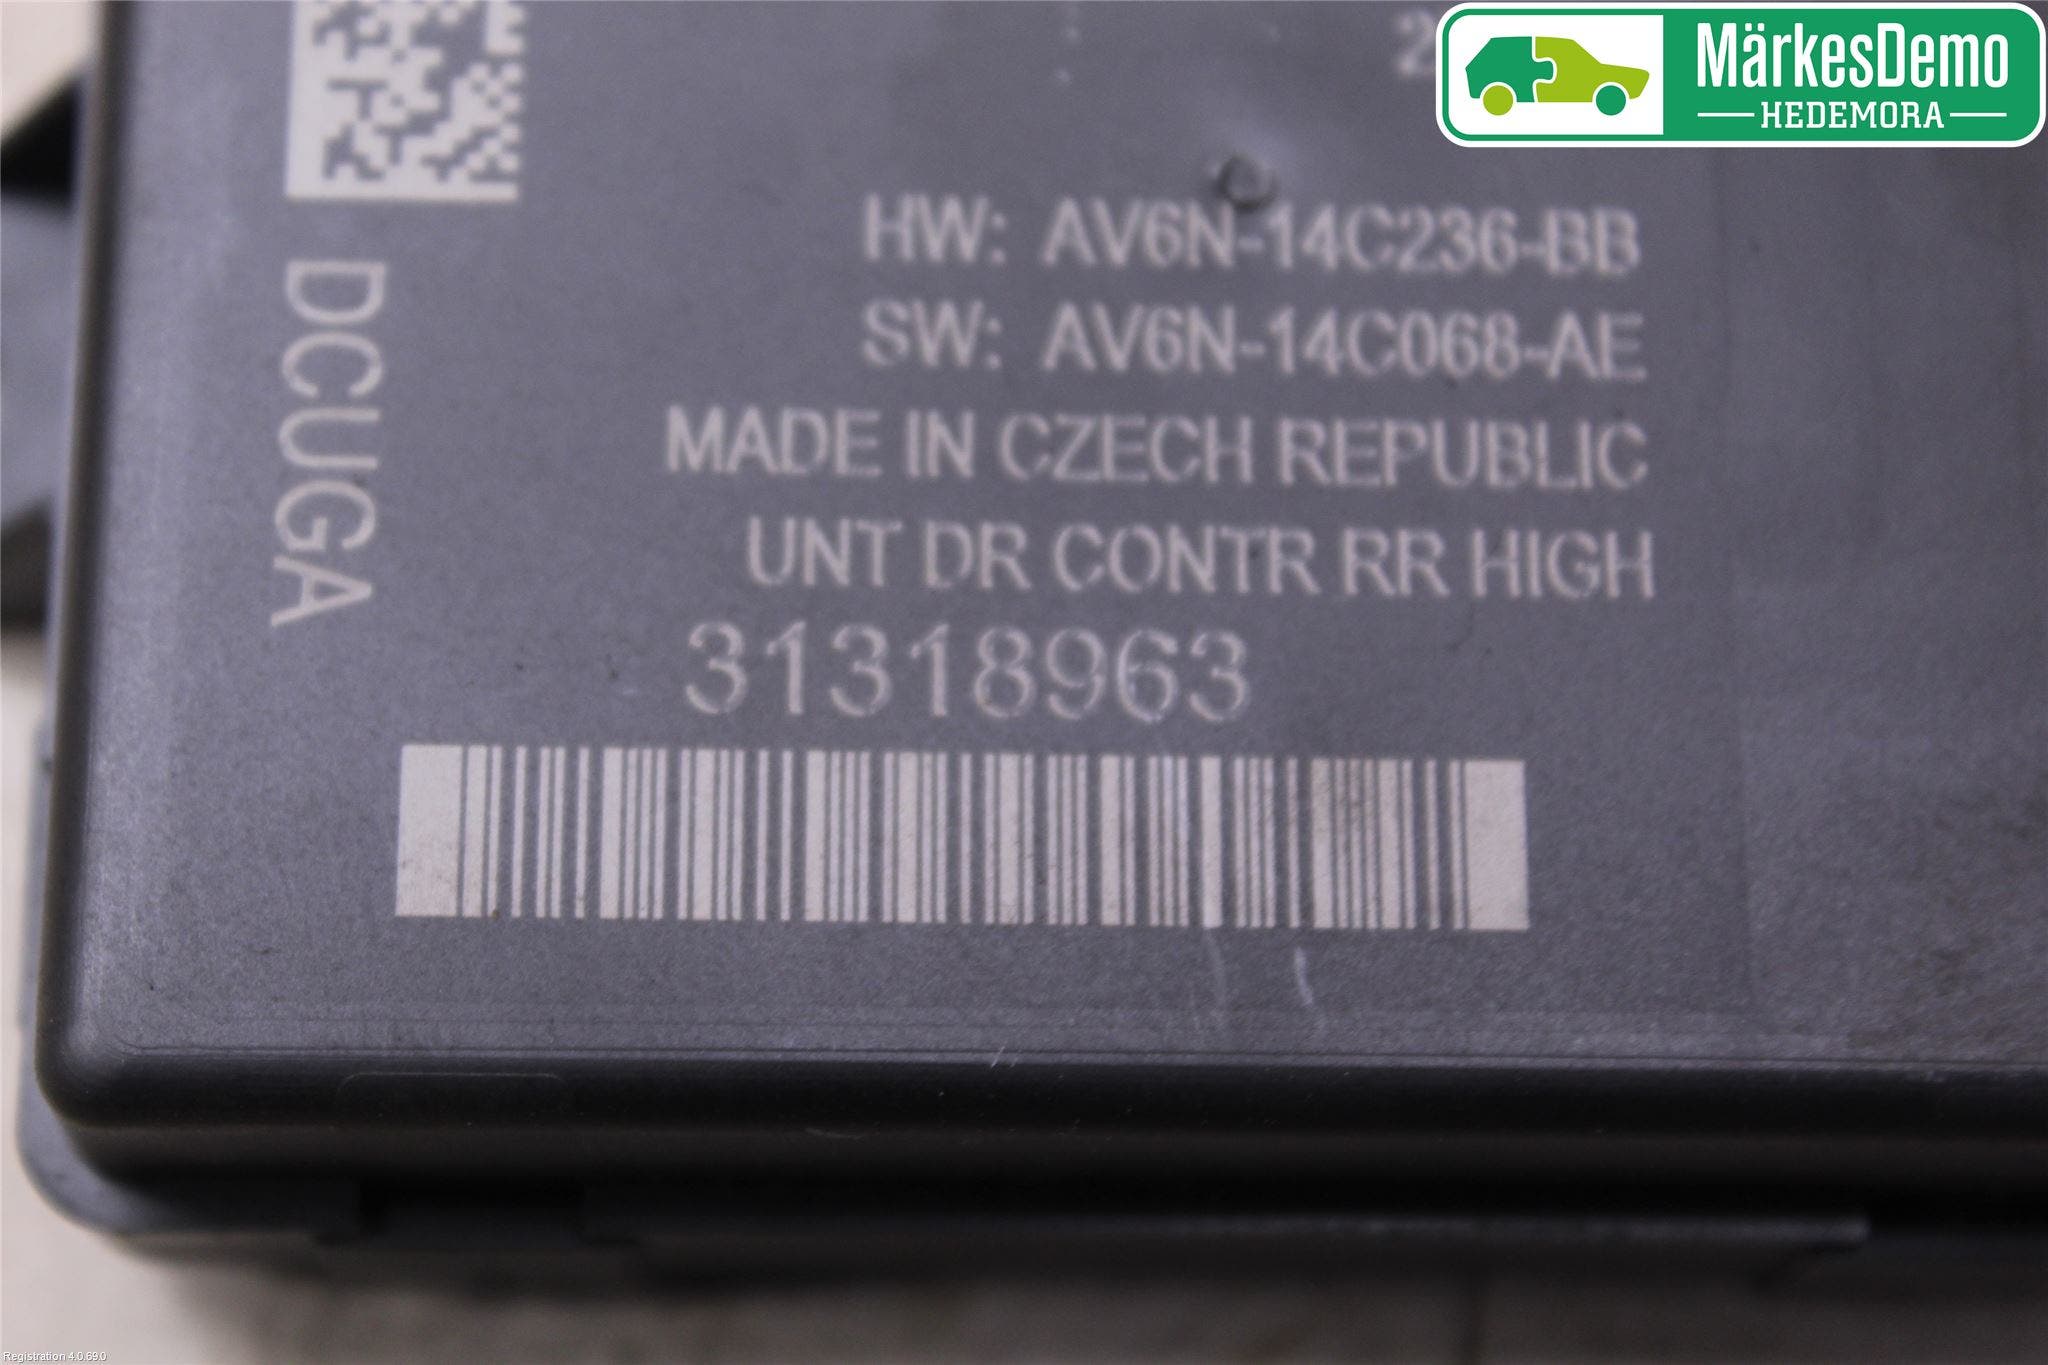 MärkesDemo
HEDEMORA
HW: AV6N-14C236-BB
SW: AV6N-14C068-AE
MADE IN CZECH REPUBLIC
UNT DR CONTR RR HIGH
31318963
DCUGA
Registration 4.0.69.0